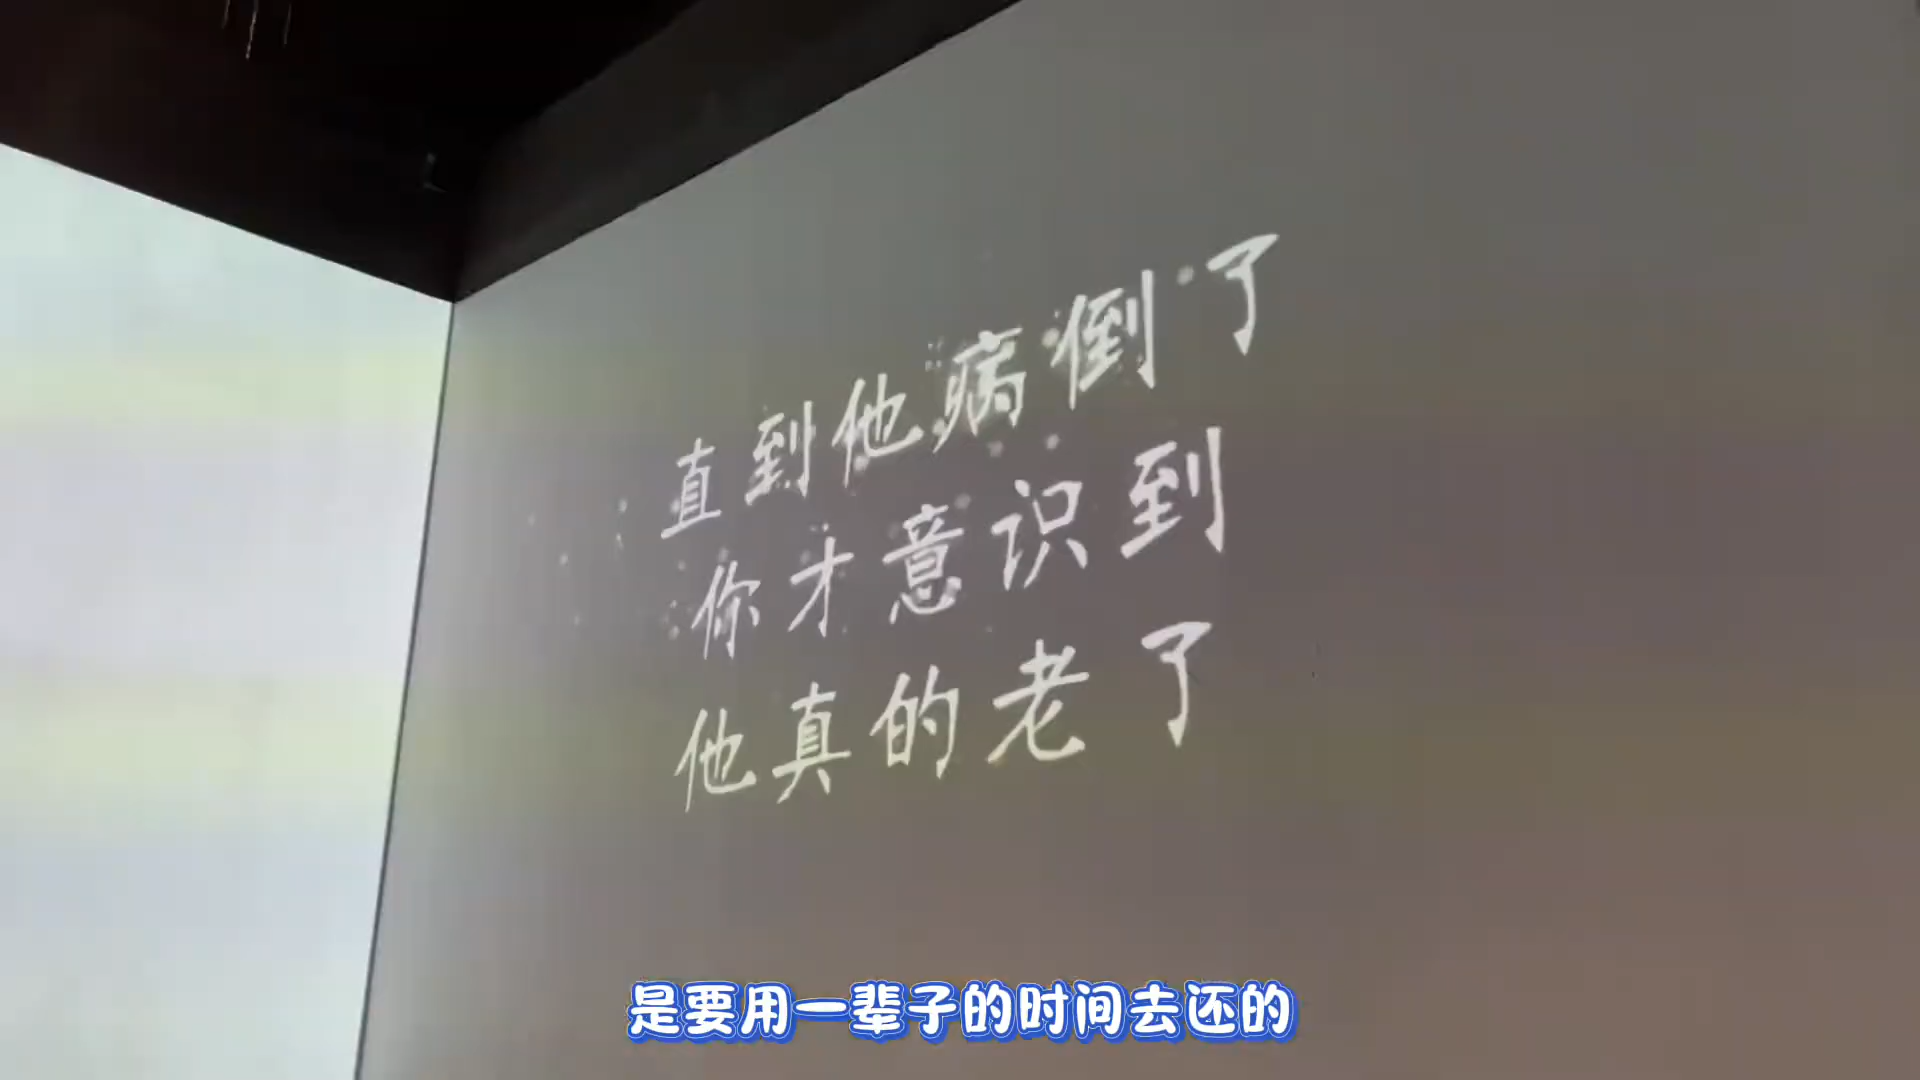 直到他病倒了
你才意识到
他真的老了
是要用一辈子的时间去还的